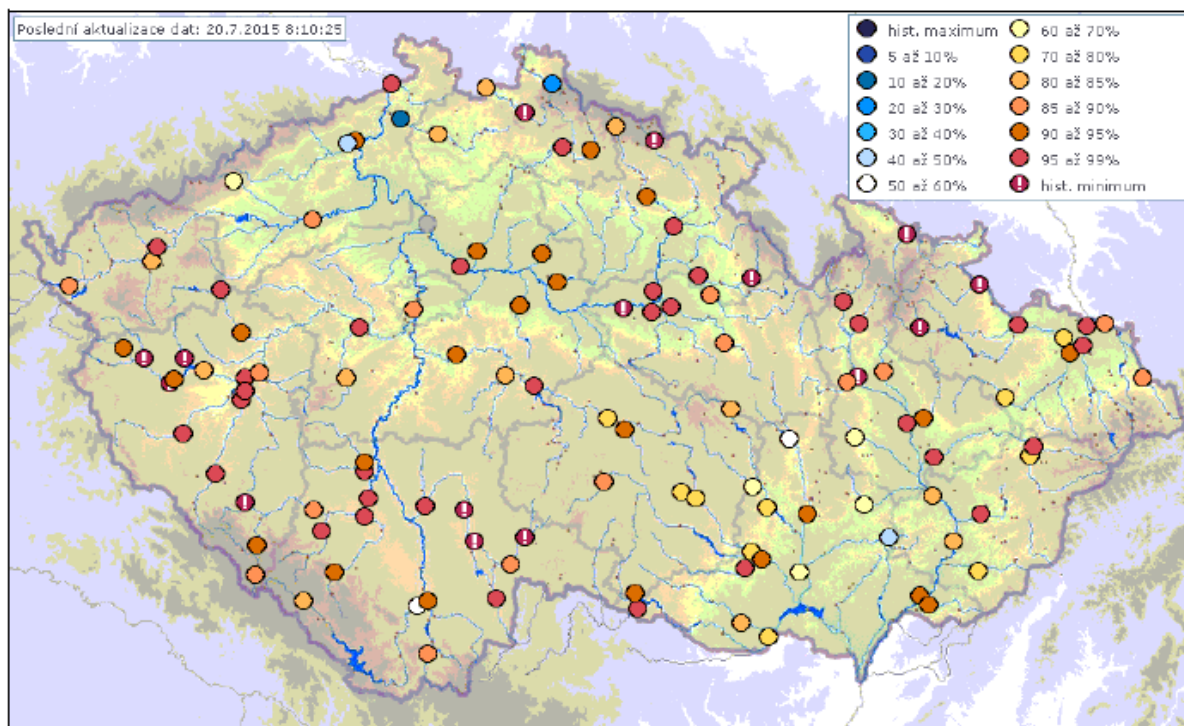 Poslední aktualizace dat: 20.7.2015 8:10:25
hist. maximum
5 až 10%
10 až 20%
20 až 30%
30 až 40%
40 až 50%
50 až 60%
60 až 70%
70 až 80%
80 až 85%
85 až 90%
90 až 95%
95 až 99%
hist. minimum